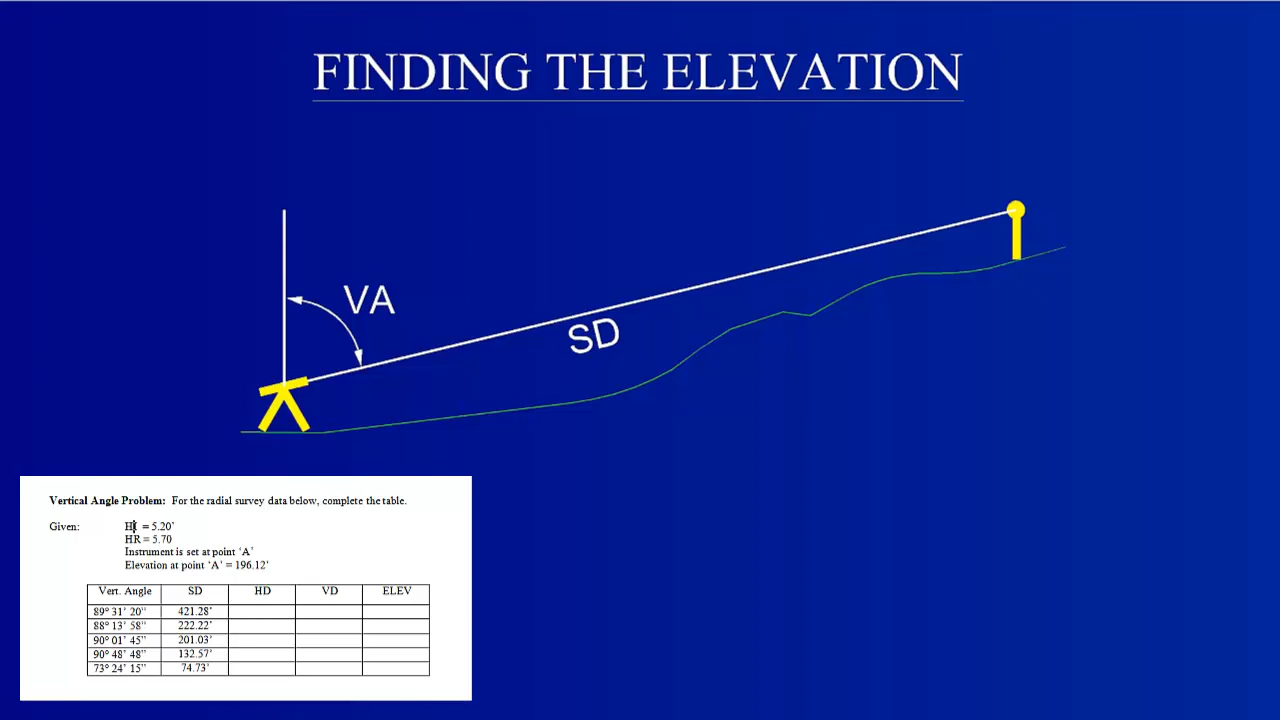 FINDING THE ELEVATION
VA
SD
Vertical Angle Problem: For the radial survey data below, complete the table.
Given:
HI = 5.20'
HR = 5.70
Instrument is set at point ‘A’
Elevation at point ‘A’ = 196.12’
Vert. Angle SD HD VD ELEV
89° 31’ 20” 421.28’
88° 13’ 58” 222.22’
90° 01’ 45” 201.03’
90° 48’ 48” 132.57’
73° 24’ 15” 74.73’